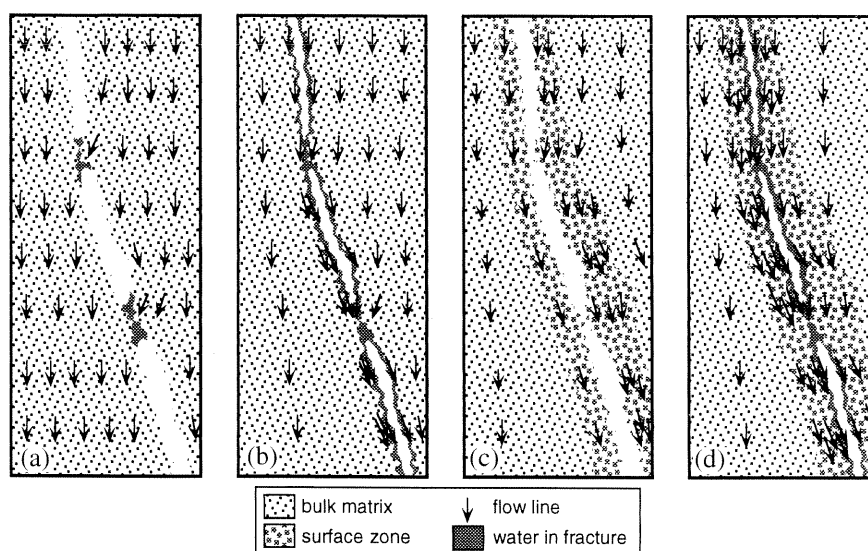 (a) (b) (c) (d)
bulk matrix flow line
surface zone water in fracture